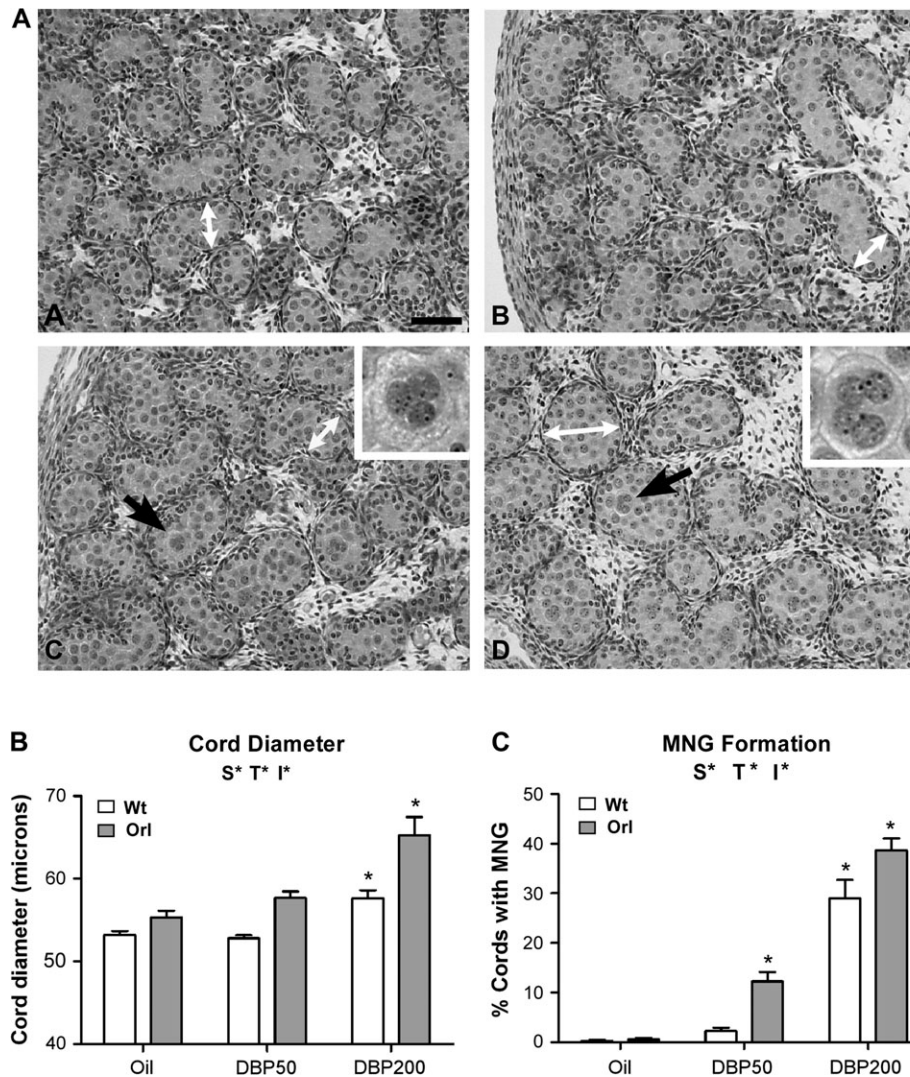 A
A
B
C
D
B
Cord Diameter
S* T* I*
Wt
Orl
Cord diameter (microns)
70
60
50
40
*
*
Oil
DBP50
DBP200
C
MNG Formation
S* T* I*
Wt
Orl
% Cords with MNG
50
40
30
20
10
0
*
*
*
Oil
DBP50
DBP200